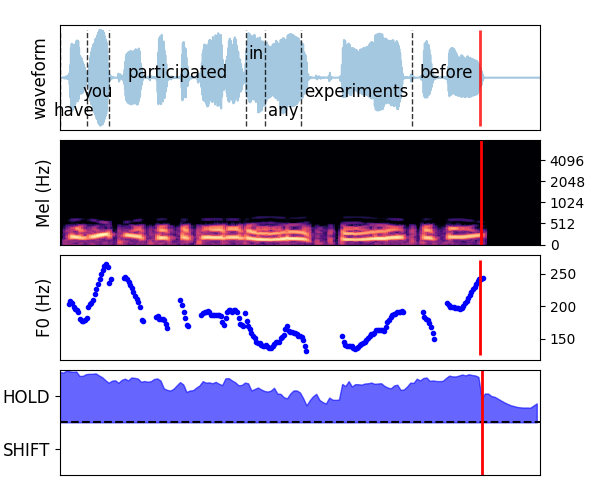 waveform
have you participated in any experiments before
Mel (Hz)
4096
2048
1024
512
0
F0 (Hz)
250
200
150
HOLD
SHIFT